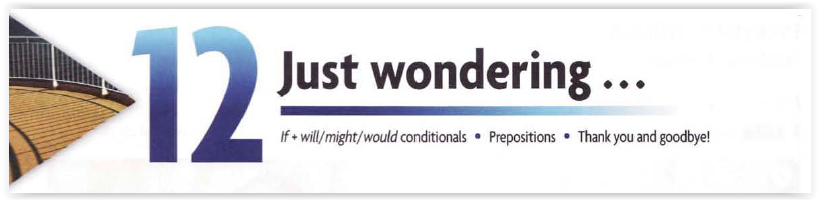 12
Just wondering ...
If + will/might/would conditionals • Prepositions • Thank you and goodbye!